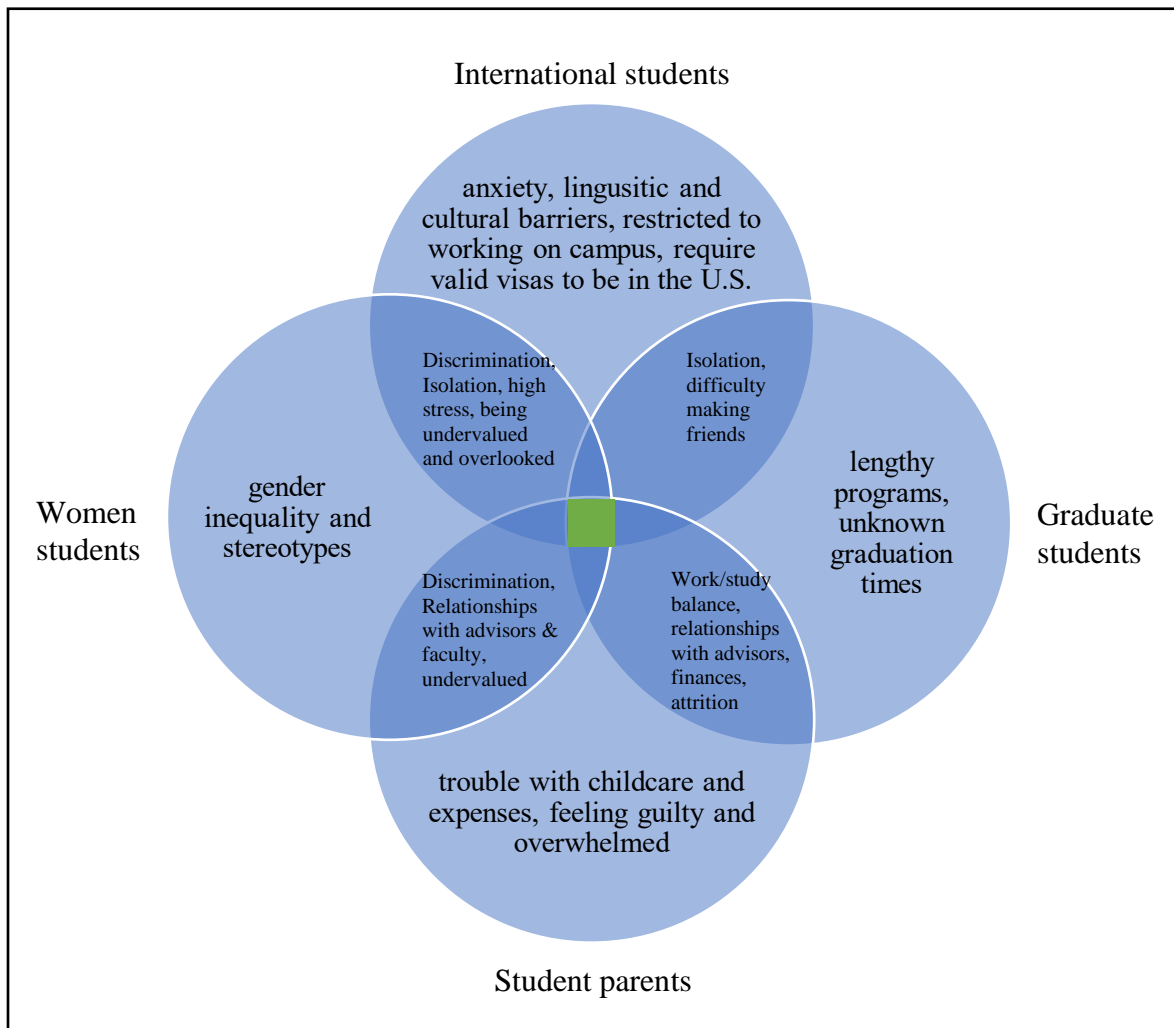 International students
anxiety, lingusitic and
cultural barriers, restricted to
working on campus, require
valid visas to be in the U.S.
Discrimination,
Isolation, high
stress, being
undervalued
and overlooked
Isolation,
difficulty
making
friends
Women
students
gender
inequality and
stereotypes
lengthy
programs,
unknown
graduation
times
Graduate
students
Discrimination,
Relationships
with advisors &
faculty,
undervalued
Work/study
balance,
relationships
with advisors,
finances,
attrition
trouble with childcare and
expenses, feeling guilty and
overwhelmed
Student parents